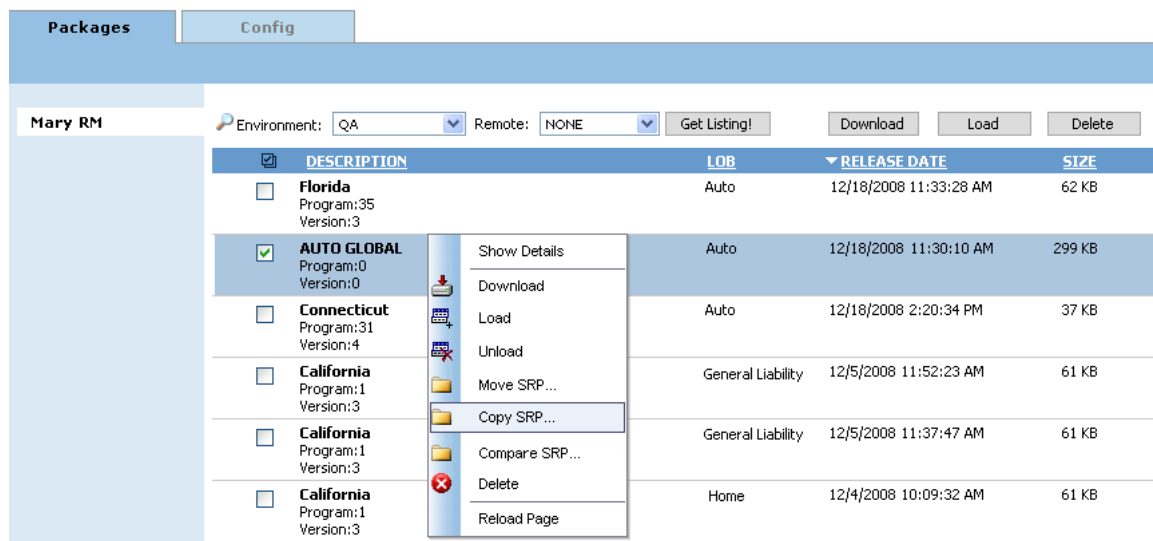 Packages Config
Mary RM
Environment: QA Remote: NONE Get Listing! Download Load Delete
DESCRIPTION LOB RELEASE DATE SIZE
Florida Auto 12/18/2008 11:33:28 AM 62 KB
Program:35
Version:3
AUTO GLOBAL Auto 12/18/2008 11:30:10 AM 299 KB
Program:0
Version:0
Connecticut Auto 12/18/2008 2:20:34 PM 37 KB
Program:31
Version:4
California General Liability 12/5/2008 11:52:23 AM 61 KB
Program:1
Version:3
California General Liability 12/5/2008 11:37:47 AM 61 KB
Program:1
Version:3
California Home 12/4/2008 10:09:32 AM 61 KB
Program:1
Version:3
Show Details
Download
Load
Unload
Move SRP...
Copy SRP...
Compare SRP...
Delete
Reload Page